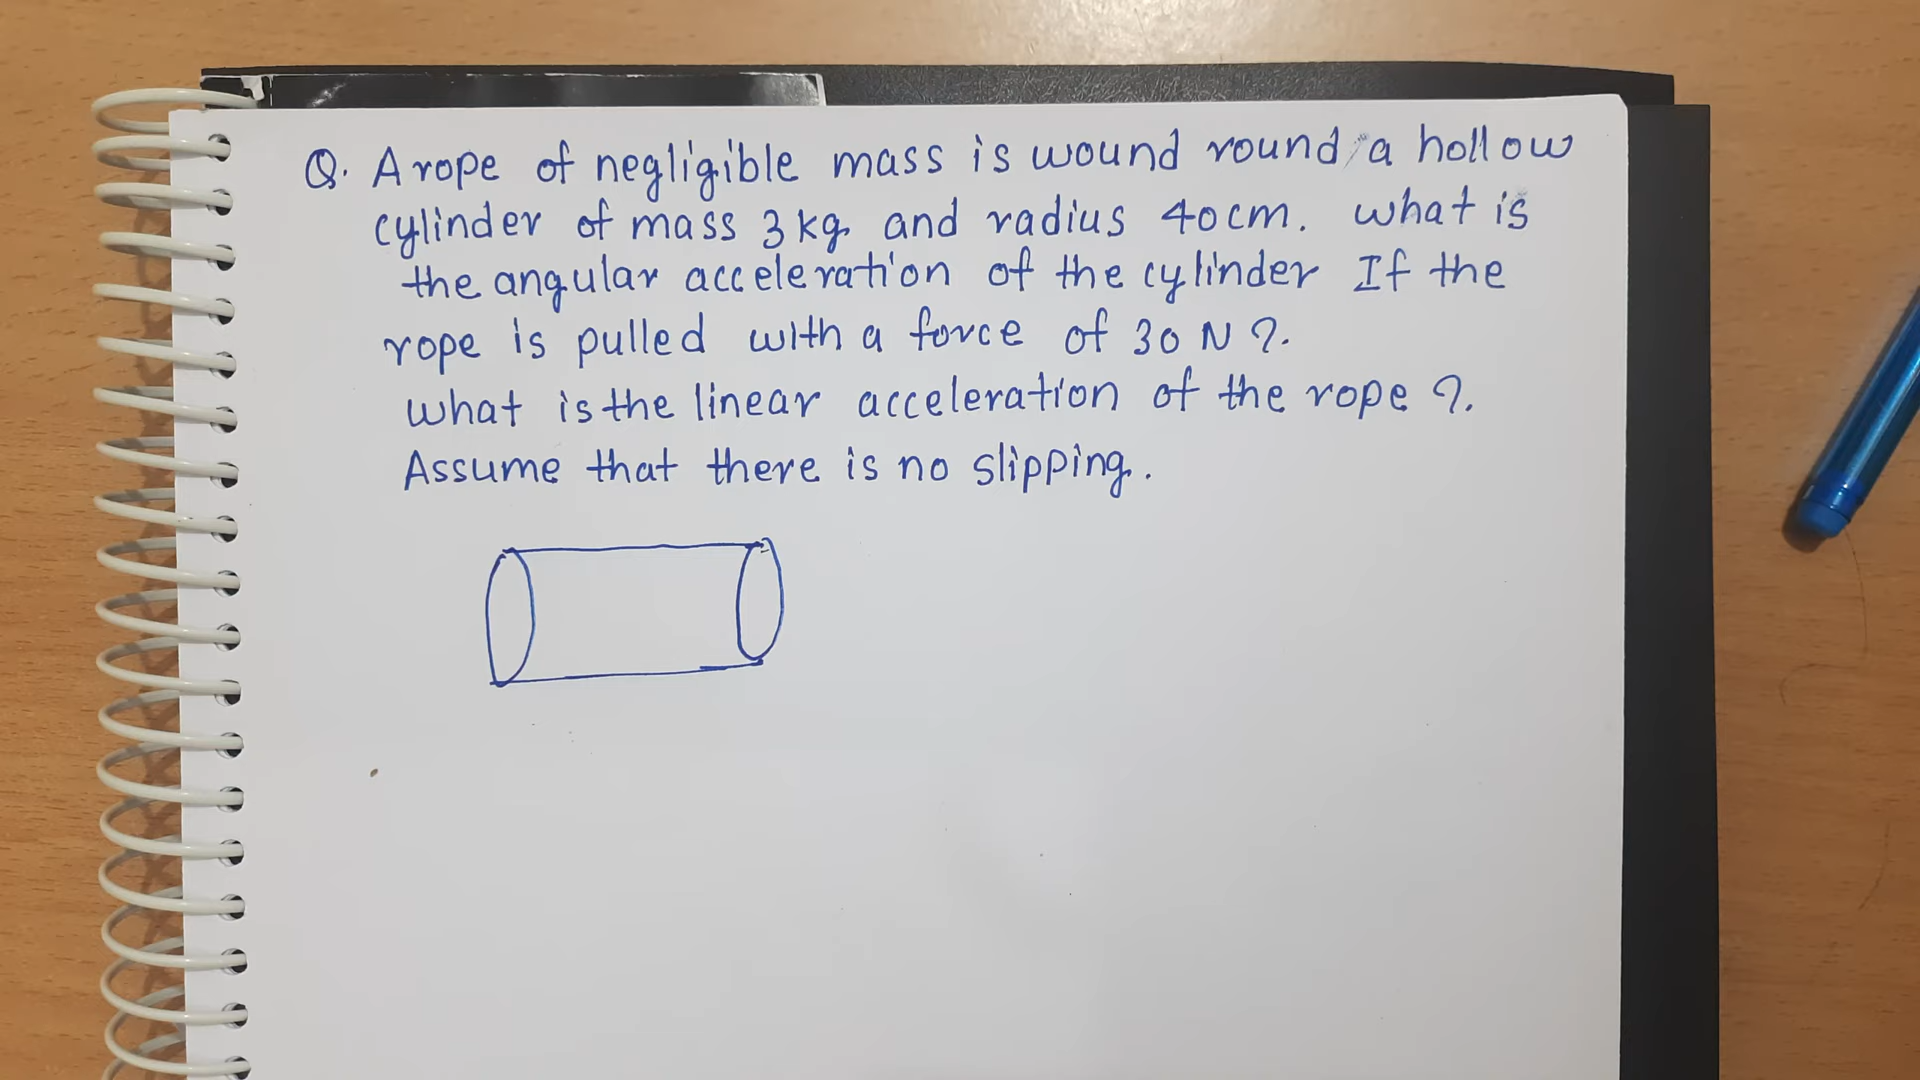 Q. A rope of negligible mass is wound round a hollow
cylinder of mass 3 kg and radius 40 cm. what is
the angular acceleration of the cylinder If the
rope is pulled with a force of 30 N ?.
what is the linear acceleration of the rope ?.
Assume that there is no slipping.